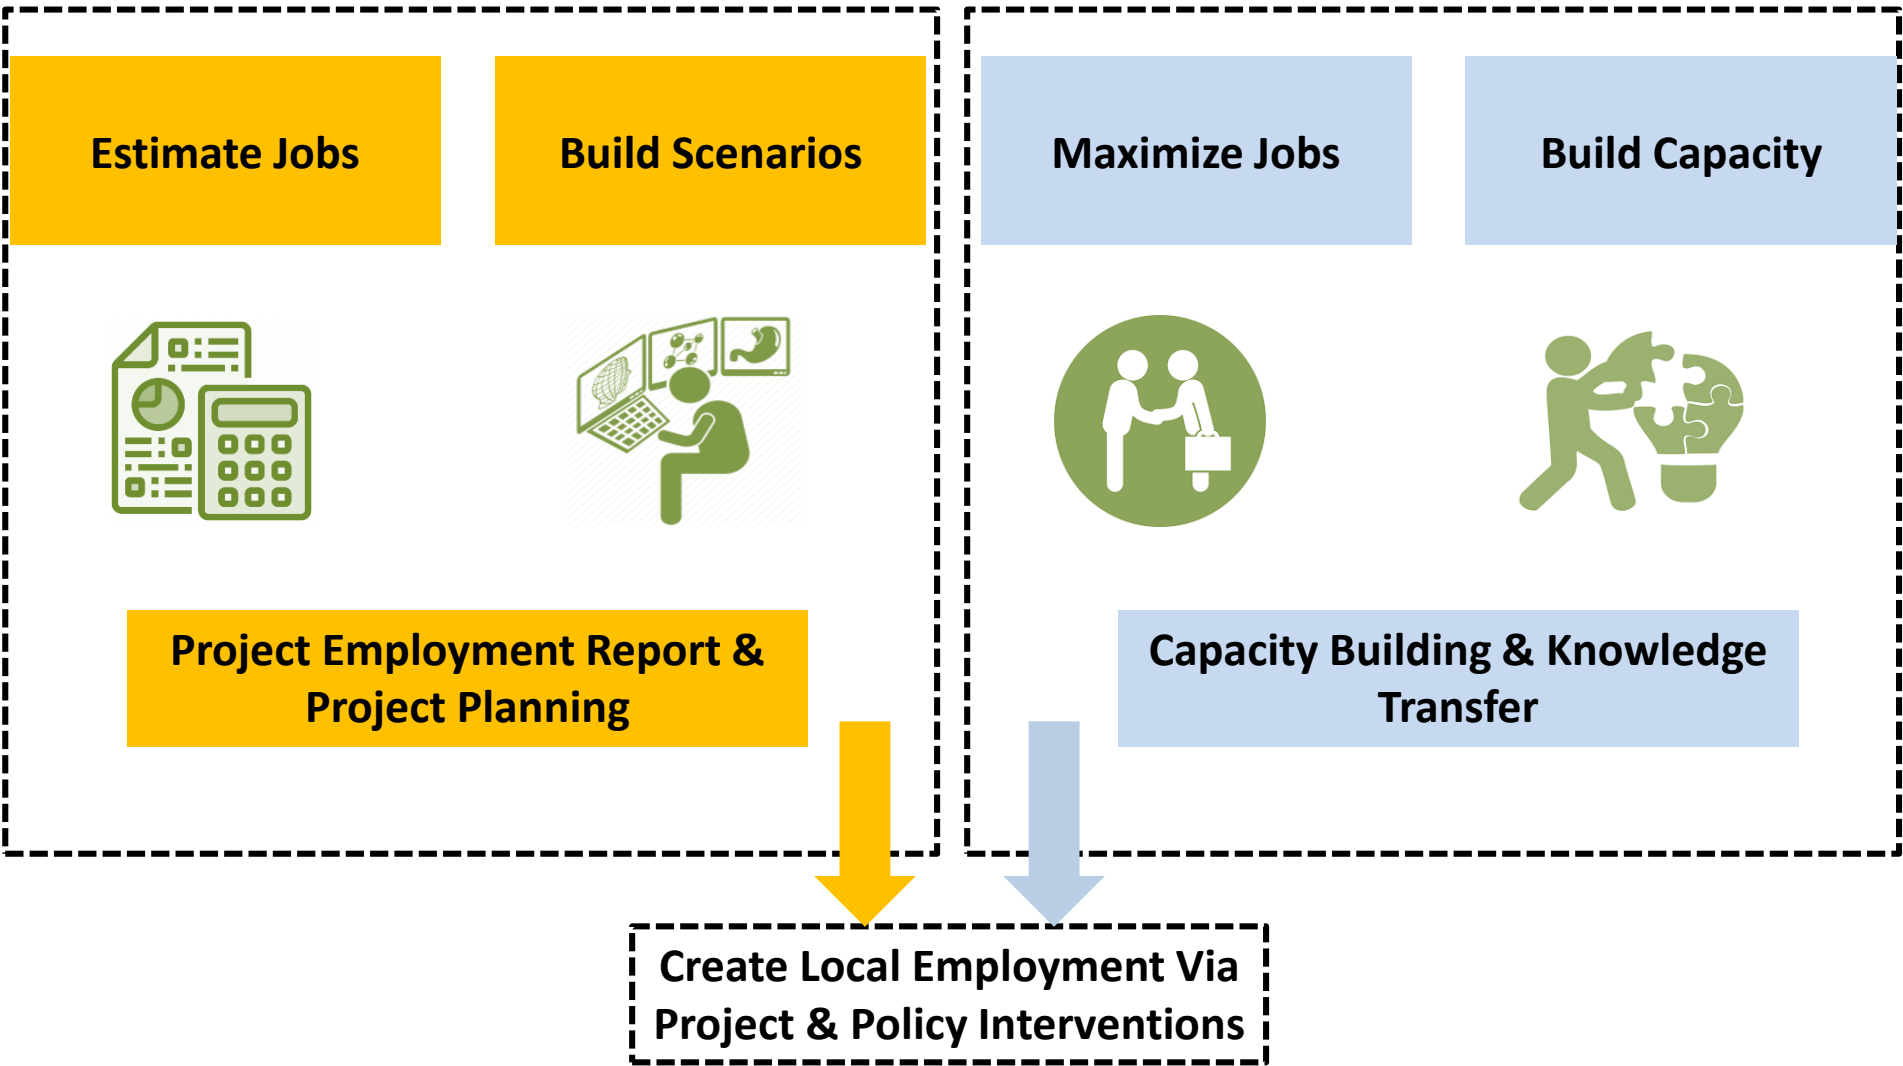 Estimate Jobs
Build Scenarios
Maximize Jobs
Build Capacity
Project Employment Report &
Project Planning
Capacity Building & Knowledge
Transfer
Create Local Employment Via
Project & Policy Interventions